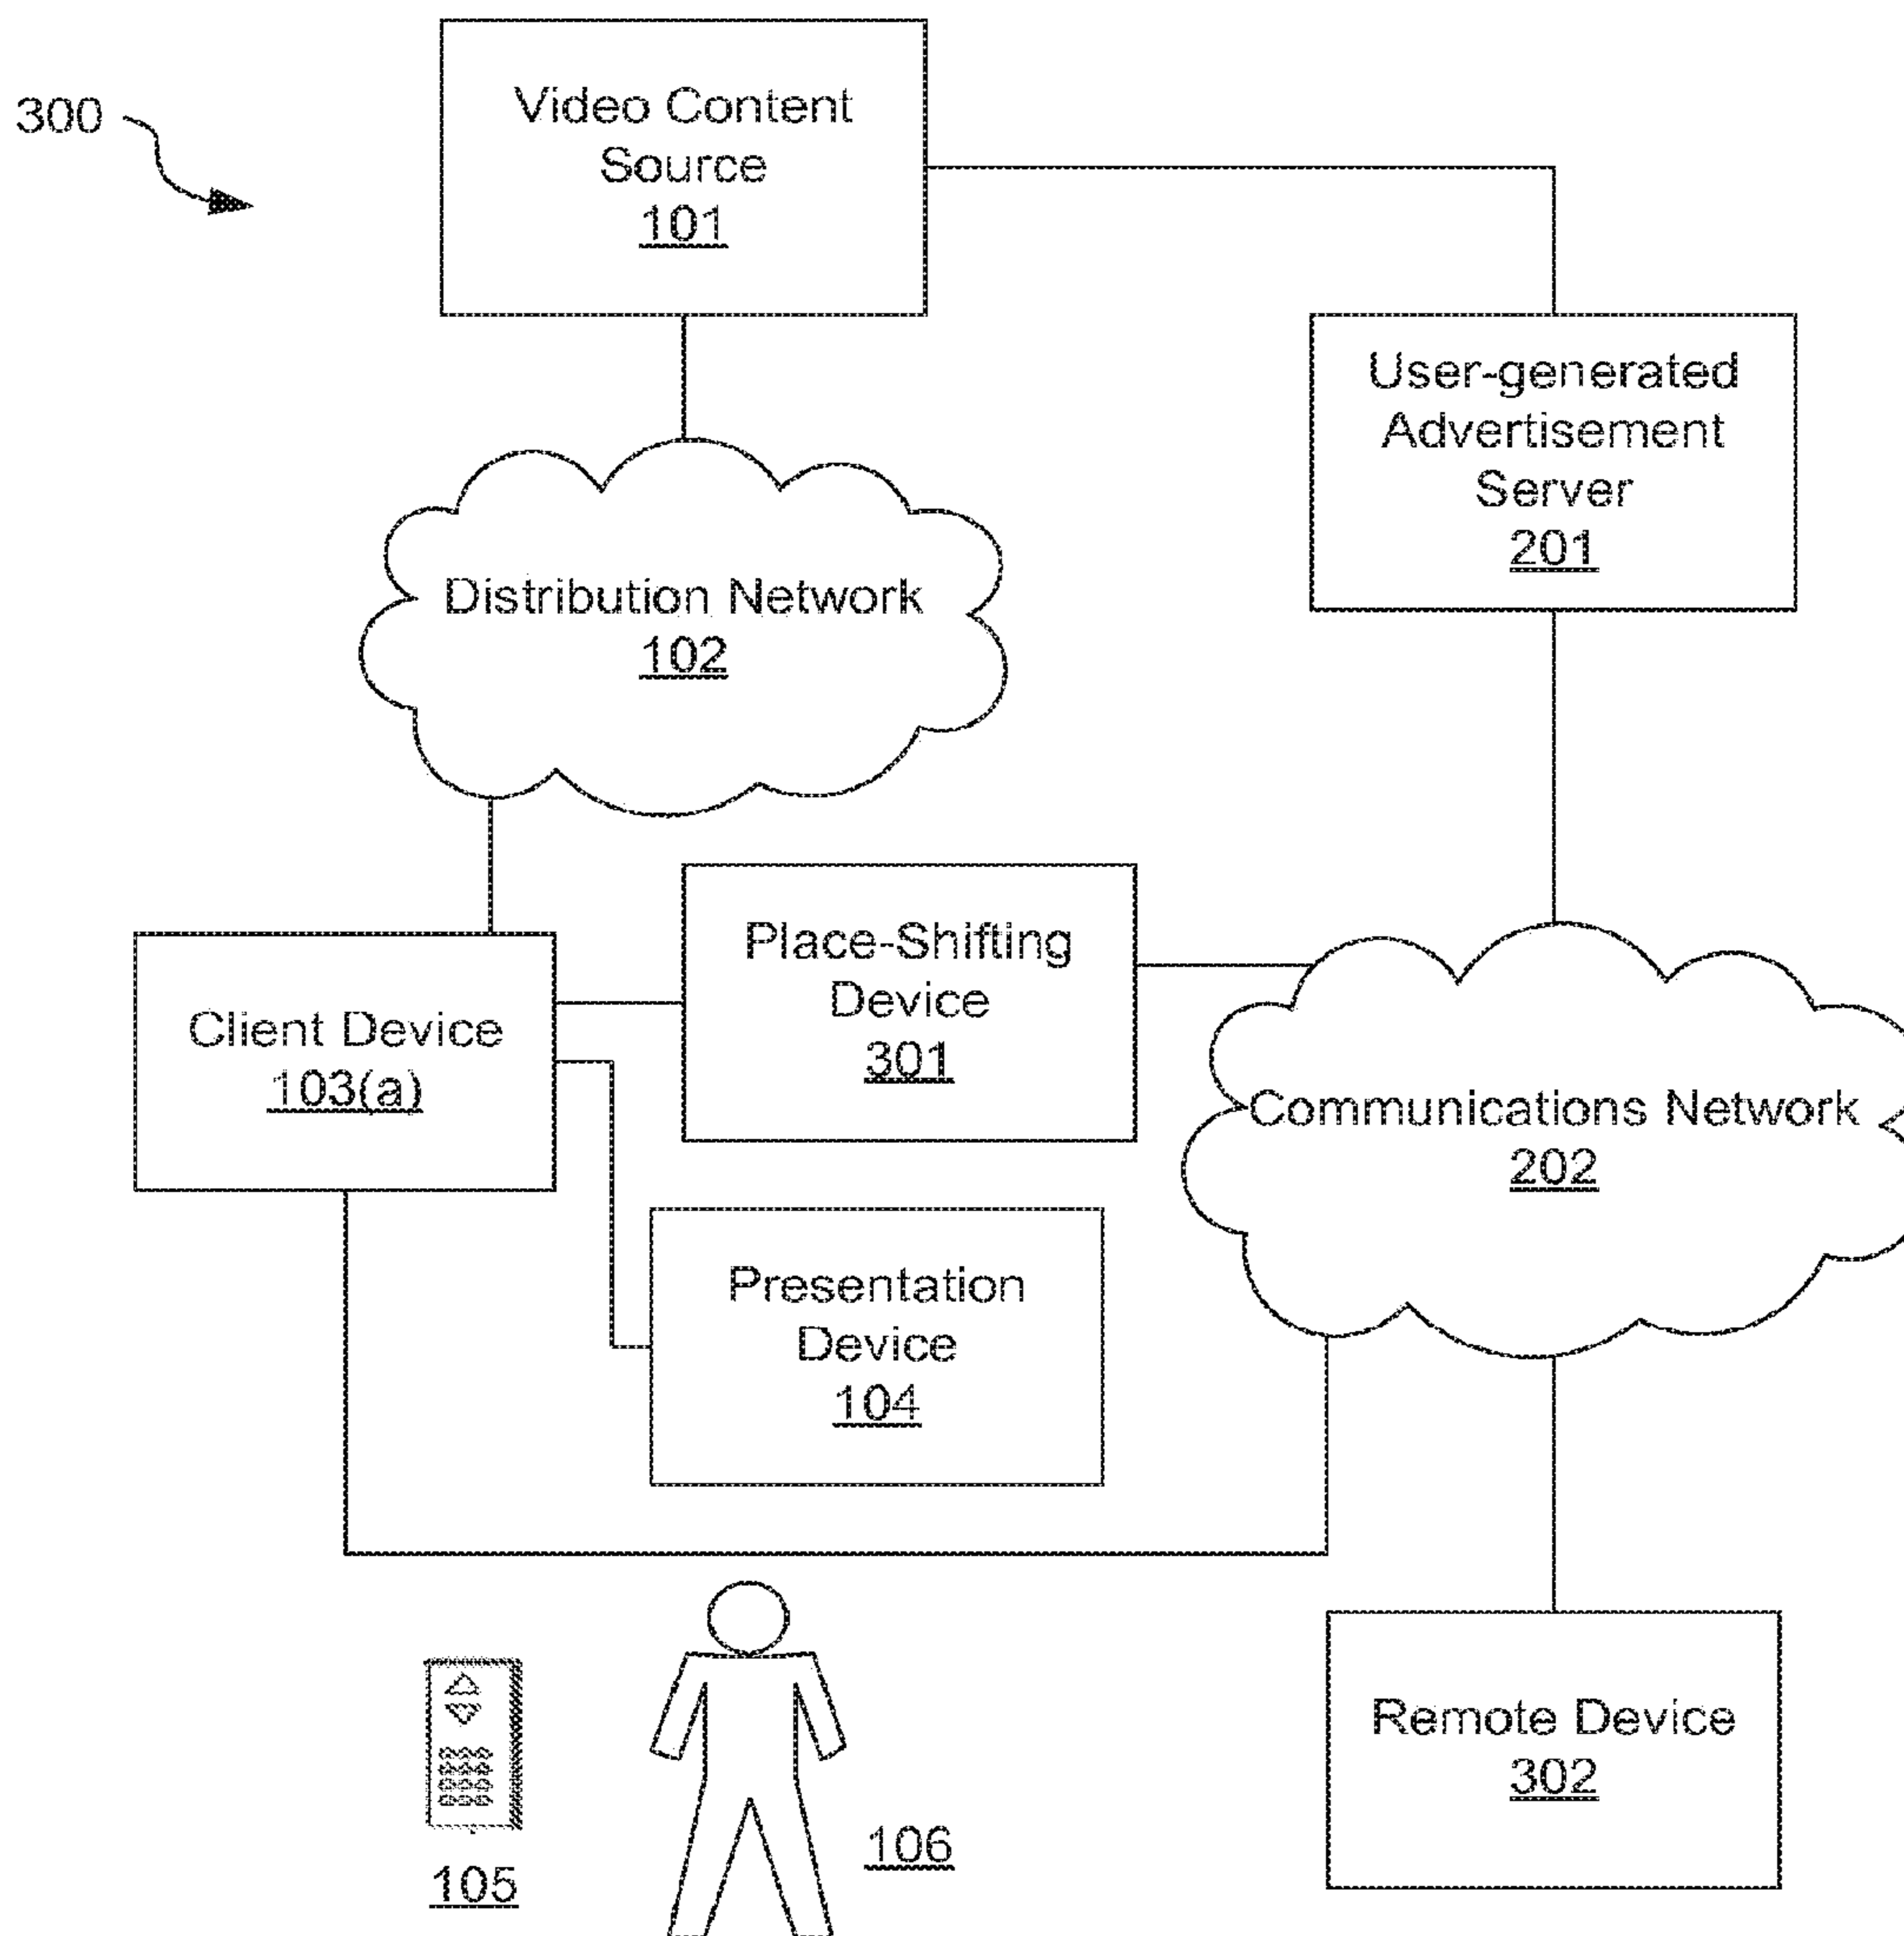 300
Video Content
Source
101
User-generated
Advertisement
Server
201
Distribution Network
102
Place-Shifting
Device
301
Client Device
103(a)
Communications Network
202
Presentation
Device
104
Remote Device
302
106
105